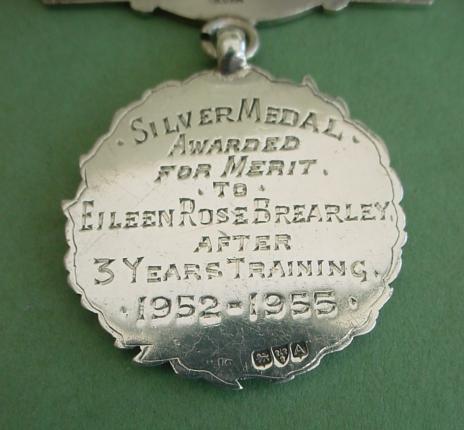 · SILVER MEDAL ·
AWARDED
FOR MERIT.
· TO ·
EILEEN ROSE BREARLEY.
AFTER
3 YEARS TRAINING.
· 1952 - 1955 ·
A